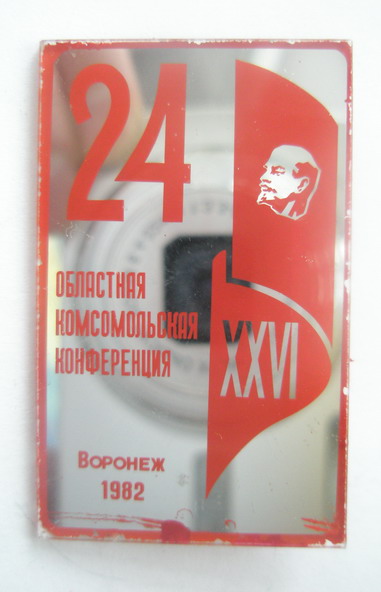 24
ОБЛАСТНАЯ
КОМСОМОЛЬСКАЯ
КОНФЕРЕНЦИЯ
XXVI
ВОРОНЕЖ
1982